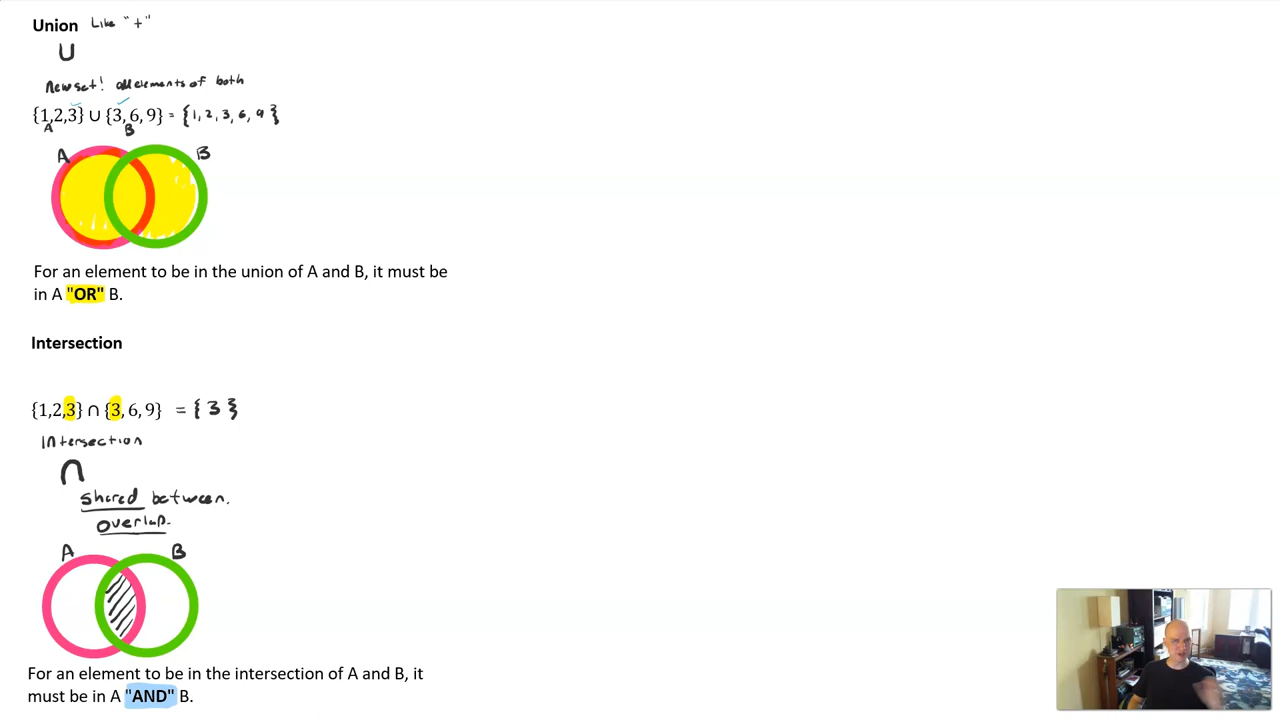 Union Like "+"
∪
New set! all elements of both
{1,2,3} ∪ {3, 6, 9} = {1, 2, 3, 6, 9}
A B
A B
For an element to be in the union of A and B, it must be
in A "OR" B.
Intersection
{1,2,3} ∩ {3, 6, 9} = {3}
Intersection
∩
shared between.
overlap.
A B
For an element to be in the intersection of A and B, it
must be in A "AND" B.